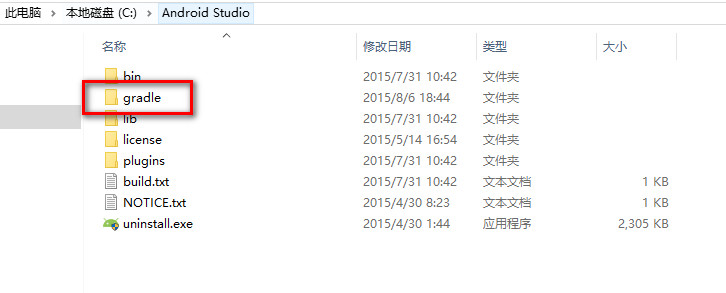 此电脑 > 本地磁盘 (C:) > Android Studio
名称 修改日期 类型 大小
bin 2015/7/31 10:42 文件夹
gradle 2015/8/6 18:44 文件夹
lib 2015/7/31 10:42 文件夹
license 2015/5/14 16:54 文件夹
plugins 2015/7/31 10:42 文件夹
build.txt 2015/7/31 10:42 文本文档 1 KB
NOTICE.txt 2015/4/30 8:23 文本文档 1 KB
uninstall.exe 2015/4/30 1:44 应用程序 2,305 KB